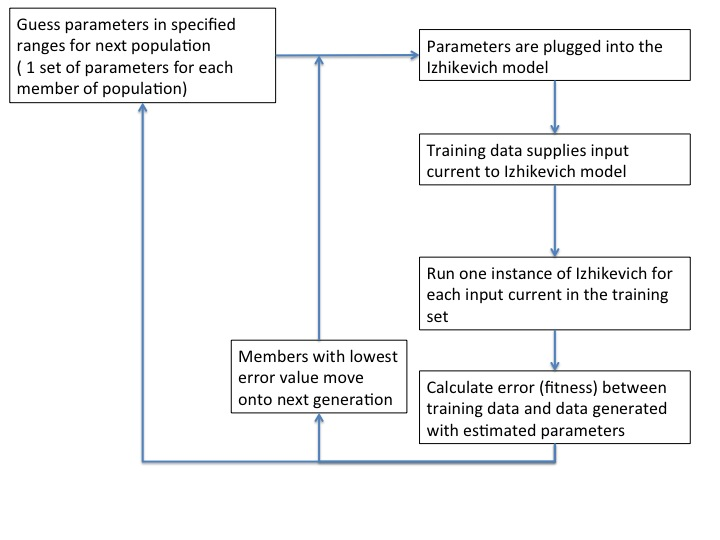 Guess parameters in specified
ranges for next population
( 1 set of parameters for each
member of population)
Parameters are plugged into the
Izhikevich model
Training data supplies input
current to Izhikevich model
Run one instance of Izhikevich for
each input current in the training
set
Members with lowest
error value move
onto next generation
Calculate error (fitness) between
training data and data generated
with estimated parameters